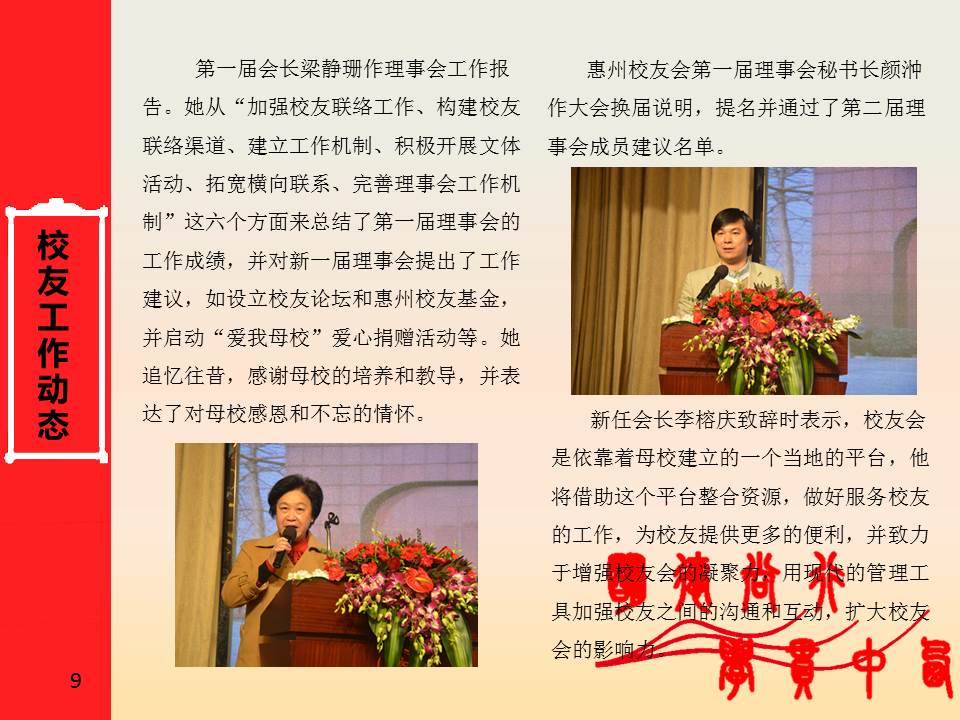 校友工作动态
第一届会长梁静珊作理事会工作报
告。她从“加强校友联络工作、构建校友
联络渠道、建立工作机制、积极开展文体
活动、拓宽横向联系、完善理事会工作机
制”这六个方面来总结了第一届理事会的
工作成绩，并对新一届理事会提出了工作
建议，如设立校友论坛和惠州校友基金，
并启动“爱我母校”爱心捐赠活动等。她
追忆往昔，感谢母校的培养和教导，并表
达了对母校感恩和不忘的情怀。
惠州校友会第一届理事会秘书长颜翀
作大会换届说明，提名并通过了第二届理
事会成员建议名单。
新任会长李榕庆致辞时表示，校友会
是依靠着母校建立的一个当地的平台，他
将借助这个平台整合资源，做好服务校友
的工作，为校友提供更多的便利，并致力
于增强校友会的凝聚力，用现代的管理工
具加强校友之间的沟通和互动，扩大校友
会的影响力。
明德尚行
學貫中西
9